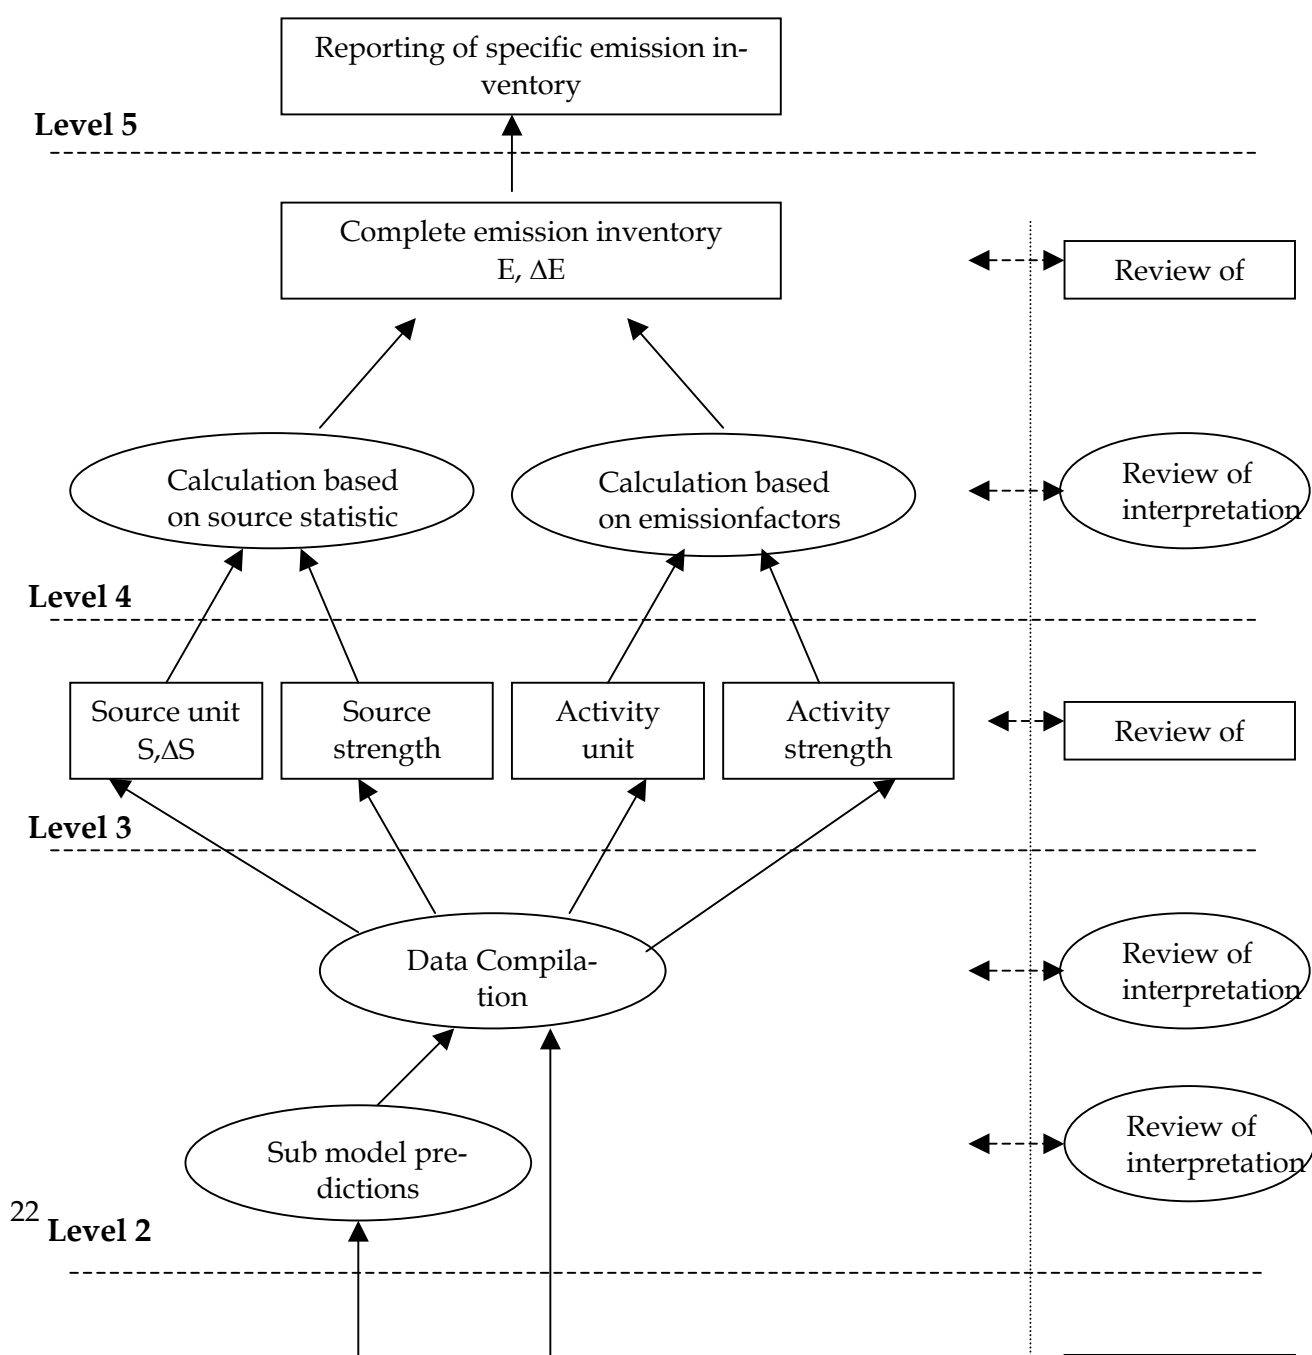 Reporting of specific emission in-
ventory
Level 5
Complete emission inventory
E, ΔE
Review of
Calculation based
on source statistic
Calculation based
on emissionfactors
Review of
interpretation
Level 4
Source unit
S,ΔS
Source
strength
Activity
unit
Activity
strength
Review of
Level 3
Data Compila-
tion
Review of
interpretation
Sub model pre-
dictions
Review of
interpretation
22
Level 2